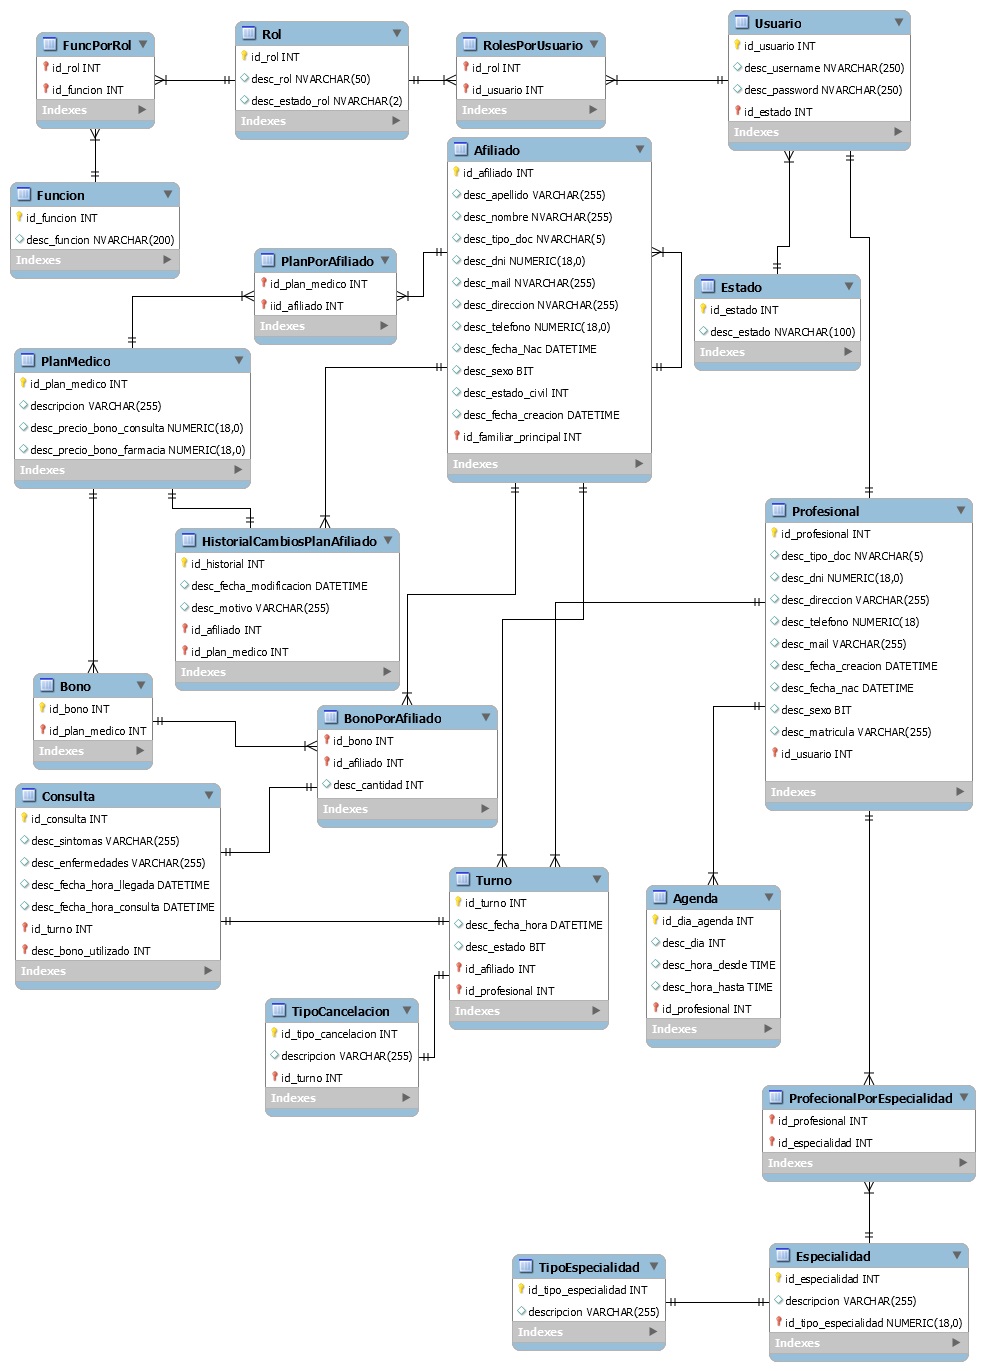 FuncPorRol
id_rol INT
id_funcion INT
Indexes
Rol
id_rol INT
desc_rol NVARCHAR(50)
desc_estado_rol NVARCHAR(2)
Indexes
RolesPorUsuario
id_rol INT
id_usuario INT
Indexes
Usuario
id_usuario INT
desc_username NVARCHAR(250)
desc_password NVARCHAR(250)
id_estado INT
Indexes
Funcion
id_funcion INT
desc_funcion NVARCHAR(200)
Indexes
PlanPorAfiliado
id_plan_medico INT
iid_afiliado INT
Indexes
Afiliado
id_afiliado INT
desc_apellido VARCHAR(255)
desc_nombre NVARCHAR(255)
desc_tipo_doc NVAR​CHAR(5)
desc_dni NUMERIC(18,0)
desc_mail NVARCHAR(255)
desc_direccion NVARCHAR(255)
desc_telefono NUMERIC(18,0)
desc_fecha_Nac DATETIME
desc_sexo BIT
desc_estado_civil INT
desc_fecha_creacion DATETIME
id_familiar_principal INT
Indexes
Estado
id_estado INT
desc_estado NVARCHAR(100)
Indexes
PlanMedico
id_plan_medico INT
descripcion VARCHAR(255)
desc_precio_bono_consulta NUMERIC(18,0)
desc_precio_bono_farmacia NUMERIC(18,0)
Indexes
HistorialCambiosPlanAfiliado
id_historial INT
desc_fecha_modificacion DATETIME
desc_motivo VARCHAR(255)
id_afiliado INT
id_plan_medico INT
Indexes
Profesional
id_profesional INT
desc_tipo_doc NVARCHAR(5)
desc_dni NUMERIC(18,0)
desc_direccion VARCHAR(255)
desc_telefono NUMERIC(18)
desc_mail VARCHAR(255)
desc_fecha_creacion DATETIME
desc_fecha_nac DATETIME
desc_sexo BIT
desc_matricula VARCHAR(255)
id_usuario INT
Indexes
Bono
id_bono INT
id_plan_medico INT
Indexes
BonoPorAfiliado
id_bono INT
id_afiliado INT
desc_cantidad INT
Indexes
Consulta
id_consulta INT
desc_sintomas VARCHAR(255)
desc_enfermedades VARCHAR(255)
desc_fecha_hora_llegada DATETIME
desc_fecha_hora_consulta DATETIME
id_turno INT
desc_bono_utilizado INT
Indexes
Turno
id_turno INT
desc_fecha_hora DATETIME
desc_estado BIT
id_afiliado INT
id_profesional INT
Indexes
Agenda
id_dia_agenda INT
desc_dia INT
desc_hora_desde TIME
desc_hora_hasta TIME
id_profesional INT
Indexes
TipoCancelacion
id_tipo_cancelacion INT
descripcion VARCHAR(255)
id_turno INT
Indexes
ProfecionalPorEspecialidad
id_profesional INT
id_especialidad INT
Indexes
TipoEspecialidad
id_tipo_especialidad INT
descripcion VARCHAR(255)
Indexes
Especialidad
id_especialidad INT
descripcion VARCHAR(255)
id_tipo_especialidad NUMERIC(18,0)
Indexes